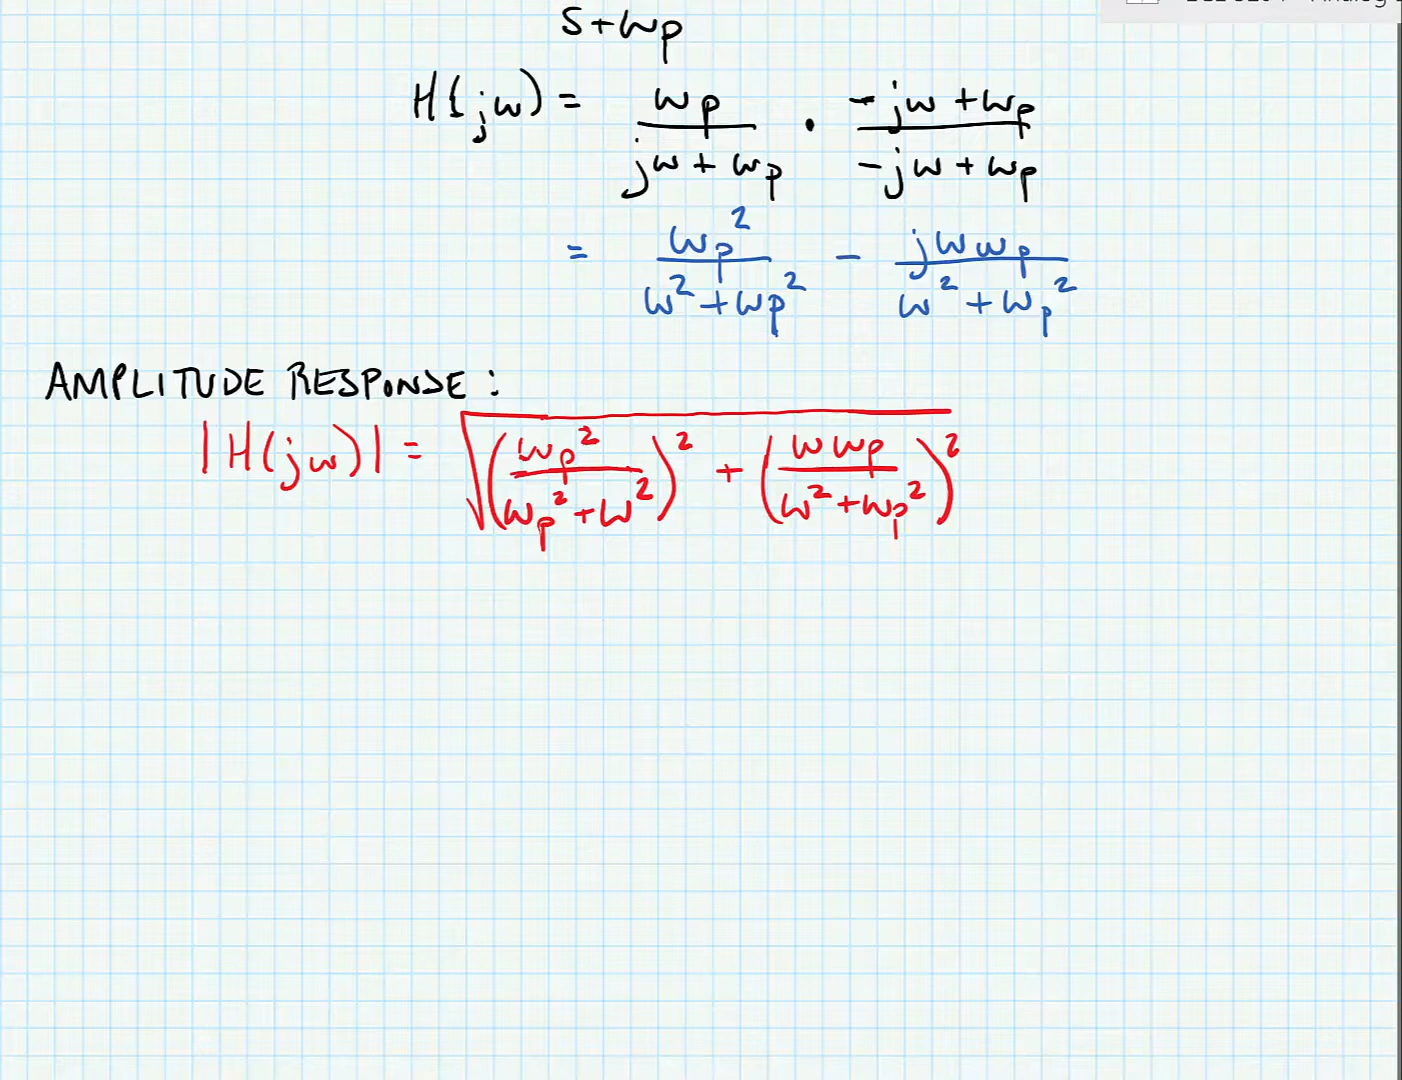 s+ωp
H(jω) = ωp / (jω + ωp) · (-jω + ωp) / (-jω + ωp)
= ωp² / (ω² + ωp²) - jωωp / (ω² + ωp²)
AMPLITUDE RESPONSE:
|H(jω)| = √((ωp² / (ωp² + ω²))² + (ωωp / (ω² + ωp²))²)